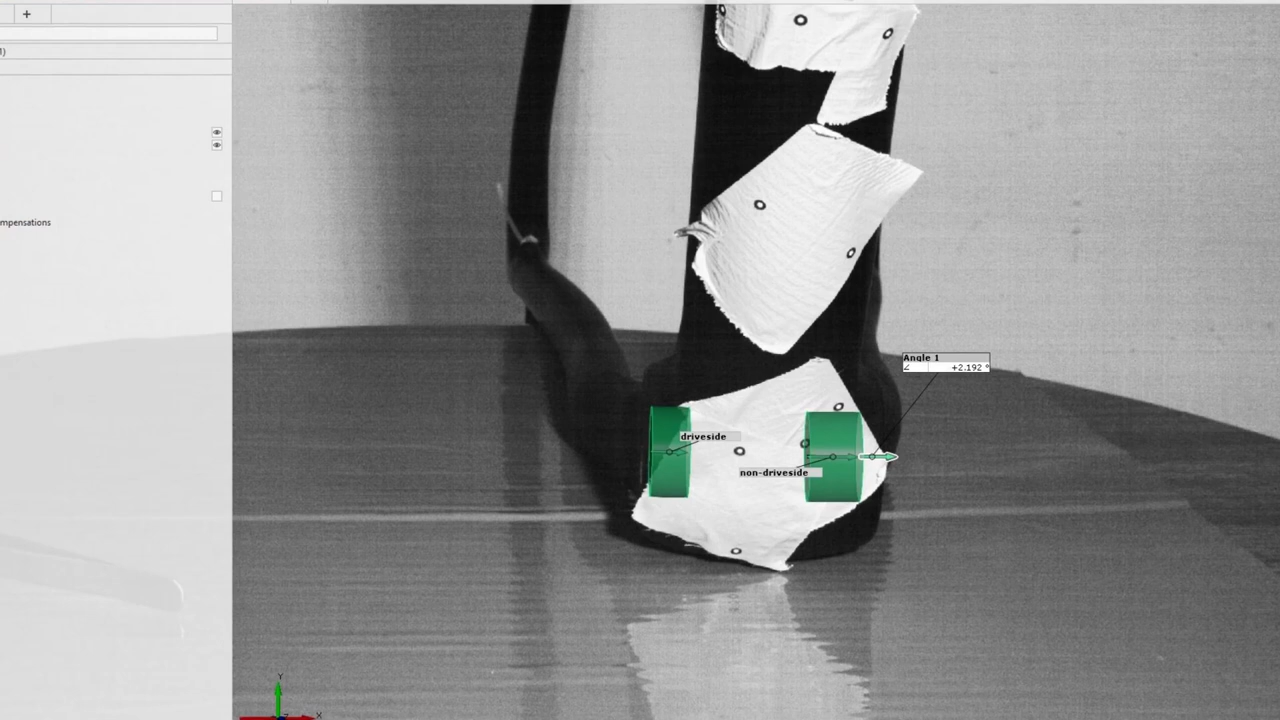 +
mpensations
Angle 1
∠ +2.192 °
driveside
non-driveside
Y
X